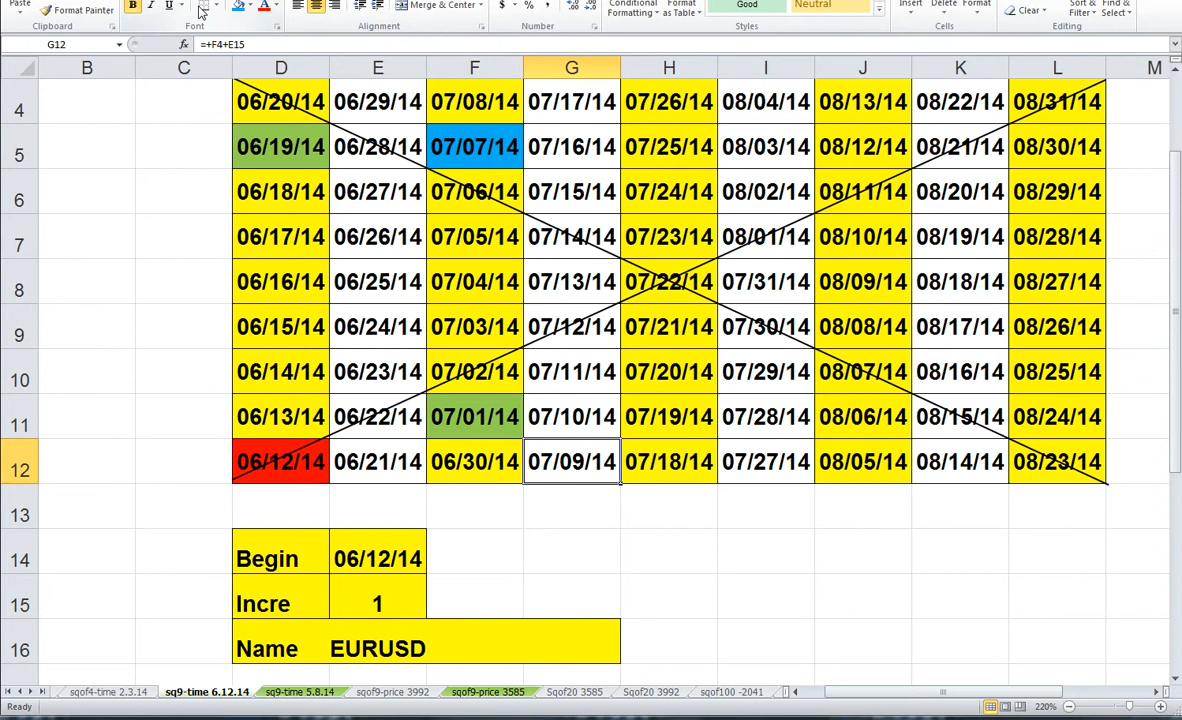 Paste Format Painter B I U A Merge & Center $ % , Conditional Formatting Format as Table Good Neutral Insert Delete Format Clear Sort & Filter Find & Select
Clipboard Font Alignment Number Styles Cells Editing
G12 fx =+F4+E15
B C D E F G H I J K L M
4 06/20/14 06/29/14 07/08/14 07/17/14 07/26/14 08/04/14 08/13/14 08/22/14 08/31/14
5 06/19/14 06/28/14 07/07/14 07/16/14 07/25/14 08/03/14 08/12/14 08/21/14 08/30/14
6 06/18/14 06/27/14 07/06/14 07/15/14 07/24/14 08/02/14 08/11/14 08/20/14 08/29/14
7 06/17/14 06/26/14 07/05/14 07/14/14 07/23/14 08/01/14 08/10/14 08/19/14 08/28/14
8 06/16/14 06/25/14 07/04/14 07/13/14 07/22/14 07/31/14 08/09/14 08/18/14 08/27/14
9 06/15/14 06/24/14 07/03/14 07/12/14 07/21/14 07/30/14 08/08/14 08/17/14 08/26/14
10 06/14/14 06/23/14 07/02/14 07/11/14 07/20/14 07/29/14 08/07/14 08/16/14 08/25/14
11 06/13/14 06/22/14 07/01/14 07/10/14 07/19/14 07/28/14 08/06/14 08/15/14 08/24/14
12 06/12/14 06/21/14 06/30/14 07/09/14 07/18/14 07/27/14 08/05/14 08/14/14 08/23/14
13
14 Begin 06/12/14
15 Incre 1
16 Name EURUSD
sqof4-time 2.3.14 sq9-time 6.12.14 sq9-time 5.8.14 sqof9-price 3992 sqof9-price 3585 Sqof20 3585 Sqof20 3992 sqof100 -2041
Ready 220%